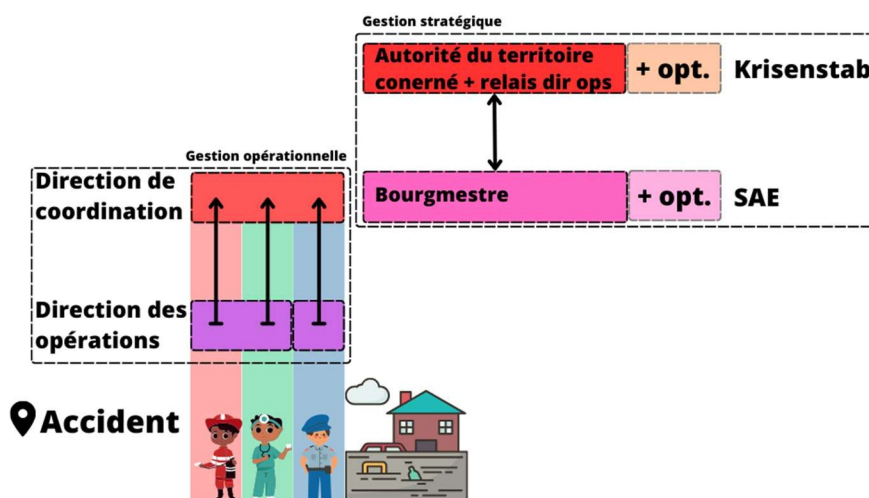 Gestion stratégique
Autorité du territoire
conerné + relais dir ops
+ opt.
Krisenstab
Gestion opérationnelle
Direction de
coordination
Bourgmestre
+ opt.
SAE
Direction des
opérations
Accident